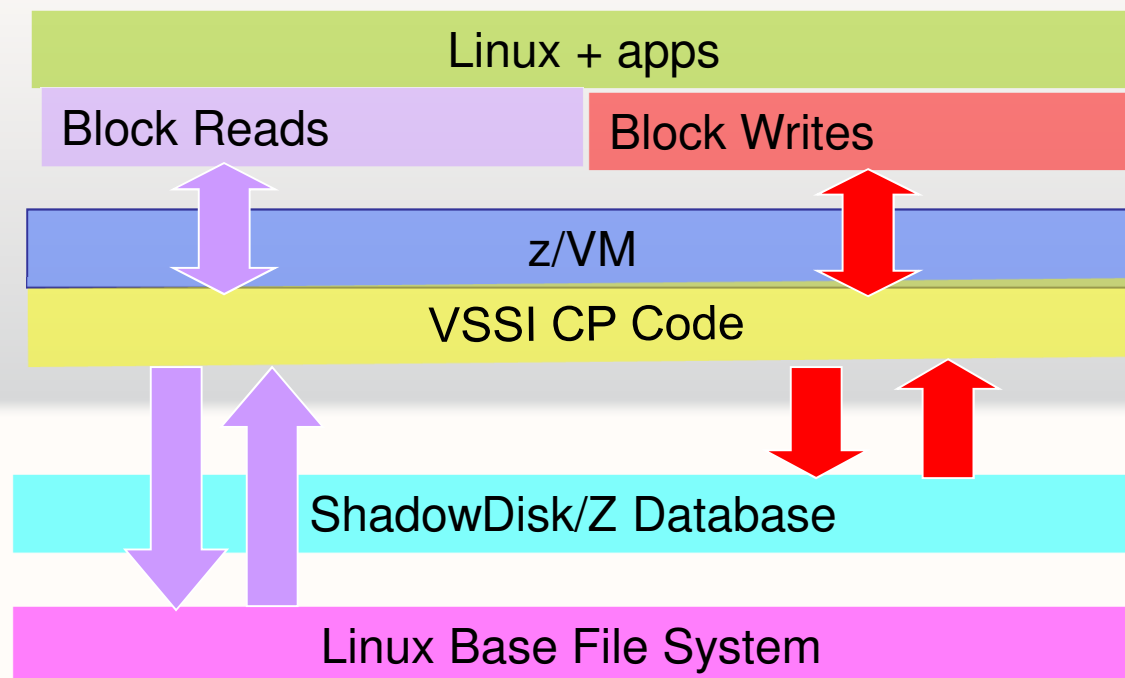 Linux + apps
Block Reads
Block Writes
z/VM
VSSI CP Code
ShadowDisk/Z Database
Linux Base File System